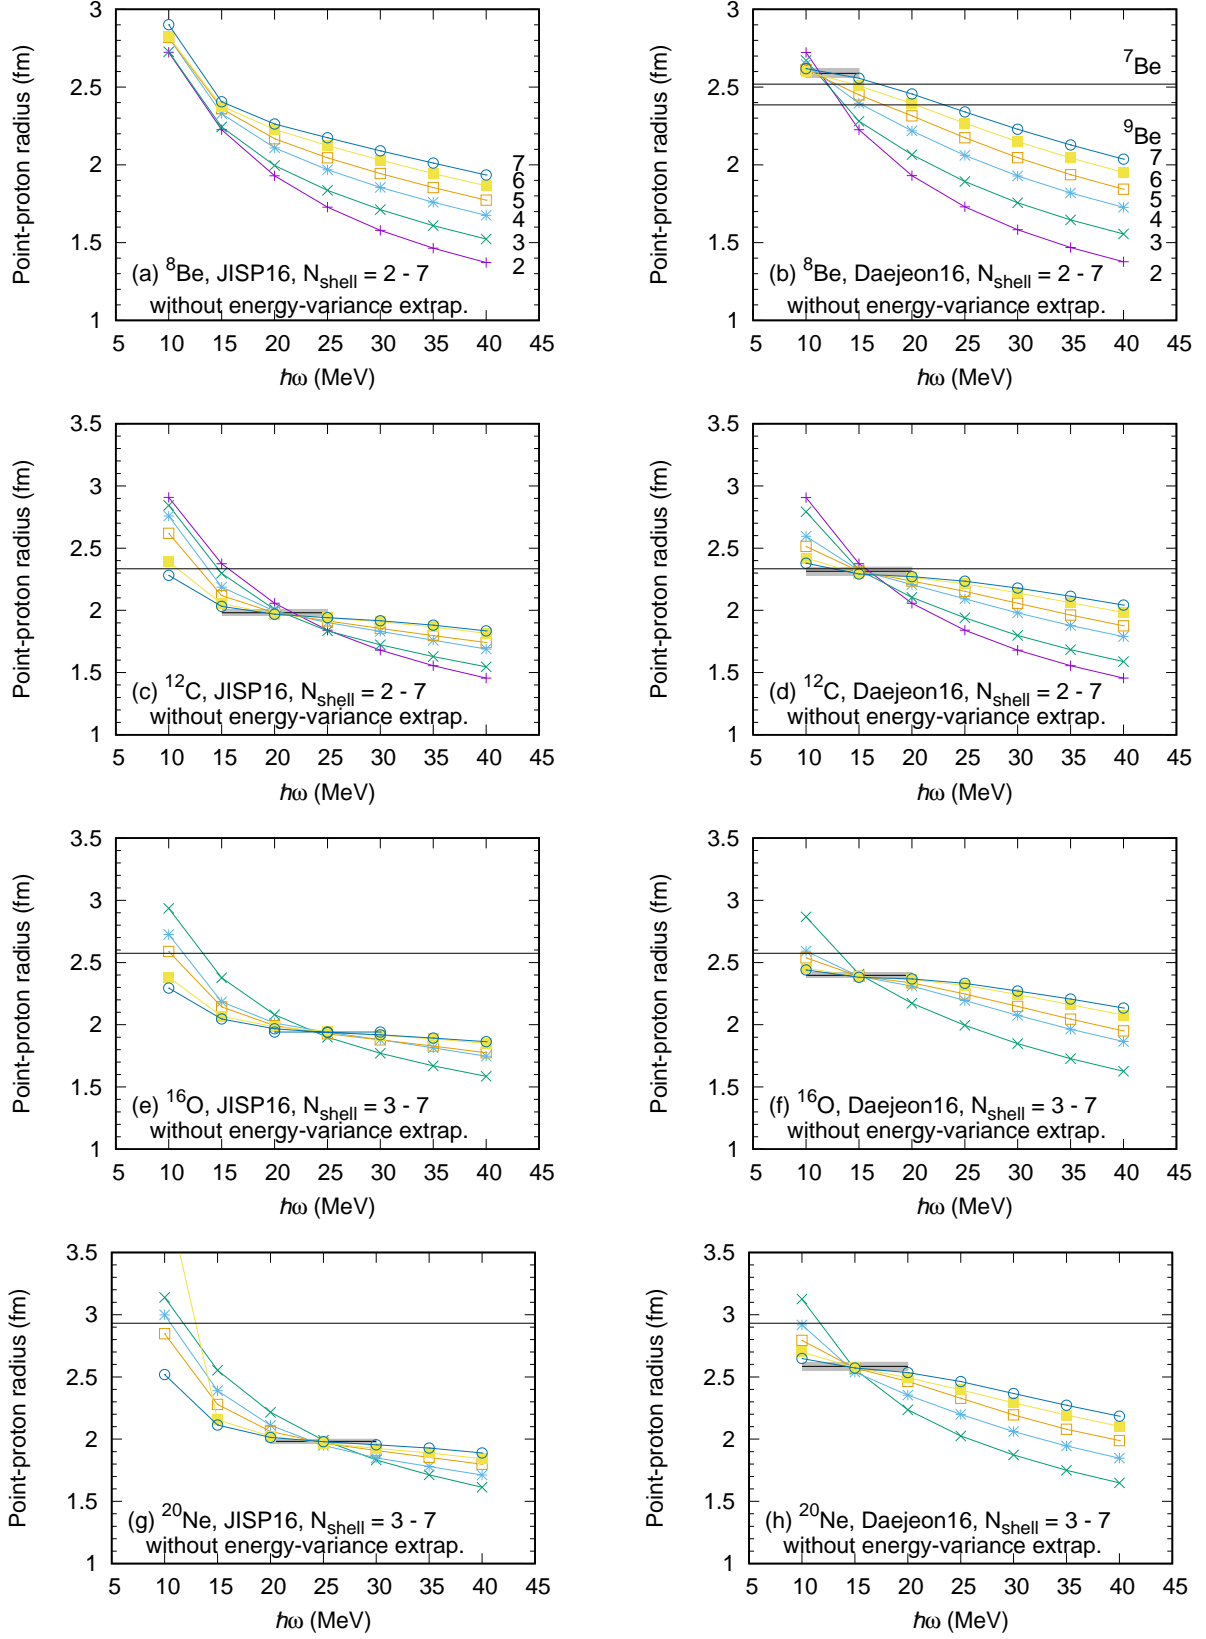 Point-proton radius (fm)
3
2.5
2
1.5
1
7
6
5
4
3
2
(a) ⁸Be, JISP16, N_shell = 2 - 7
without energy-variance extrap.
5 10 15 20 25 30 35 40 45
ħω (MeV)
Point-proton radius (fm)
3
2.5
2
1.5
1
⁷Be
⁹Be
7
6
5
4
3
2
(b) ⁸Be, Daejeon16, N_shell = 2 - 7
without energy-variance extrap.
5 10 15 20 25 30 35 40 45
ħω (MeV)
Point-proton radius (fm)
3.5
3
2.5
2
1.5
1
(c) ¹²C, JISP16, N_shell = 2 - 7
without energy-variance extrap.
5 10 15 20 25 30 35 40 45
ħω (MeV)
Point-proton radius (fm)
3.5
3
2.5
2
1.5
1
(d) ¹²C, Daejeon16, N_shell = 2 - 7
without energy-variance extrap.
5 10 15 20 25 30 35 40 45
ħω (MeV)
Point-proton radius (fm)
3.5
3
2.5
2
1.5
1
(e) ¹⁶O, JISP16, N_shell = 3 - 7
without energy-variance extrap.
5 10 15 20 25 30 35 40 45
ħω (MeV)
Point-proton radius (fm)
3.5
3
2.5
2
1.5
1
(f) ¹⁶O, Daejeon16, N_shell = 3 - 7
without energy-variance extrap.
5 10 15 20 25 30 35 40 45
ħω (MeV)
Point-proton radius (fm)
3.5
3
2.5
2
1.5
1
(g) ²⁰Ne, JISP16, N_shell = 3 - 7
without energy-variance extrap.
5 10 15 20 25 30 35 40 45
ħω (MeV)
Point-proton radius (fm)
3.5
3
2.5
2
1.5
1
(h) ²⁰Ne, Daejeon16, N_shell = 3 - 7
without energy-variance extrap.
5 10 15 20 25 30 35 40 45
ħω (MeV)